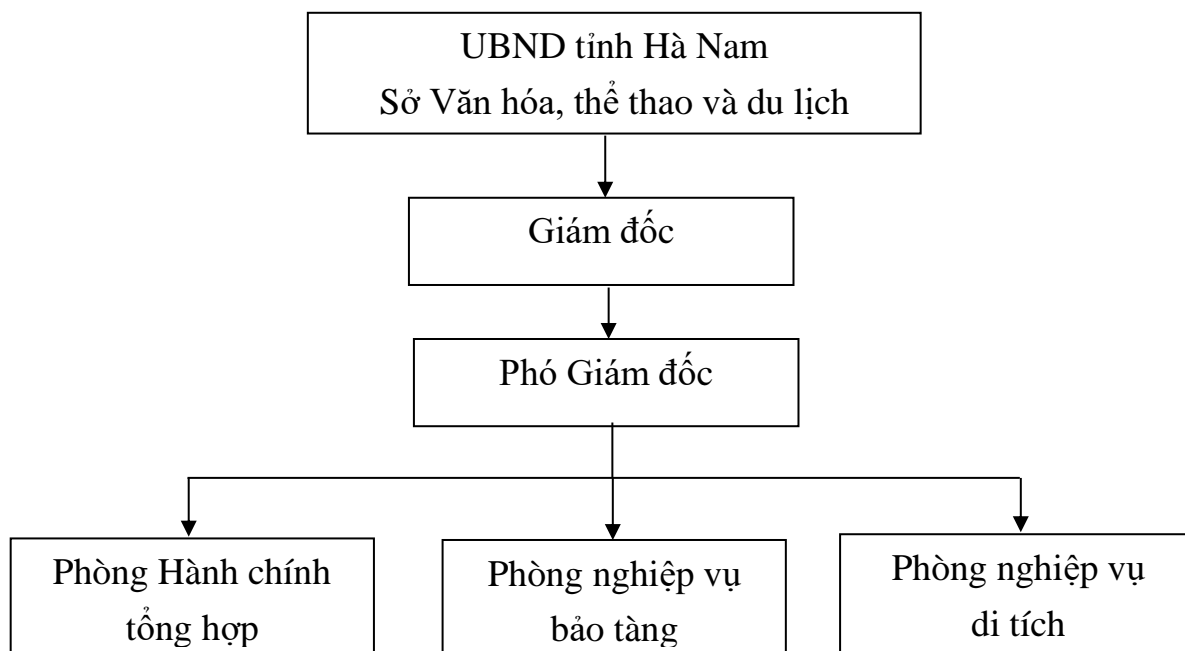 UBND tỉnh Hà Nam
Sở Văn hóa, thể thao và du lịch
Giám đốc
Phó Giám đốc
Phòng Hành chính
tổng hợp
Phòng nghiệp vụ
bảo tàng
Phòng nghiệp vụ
di tích